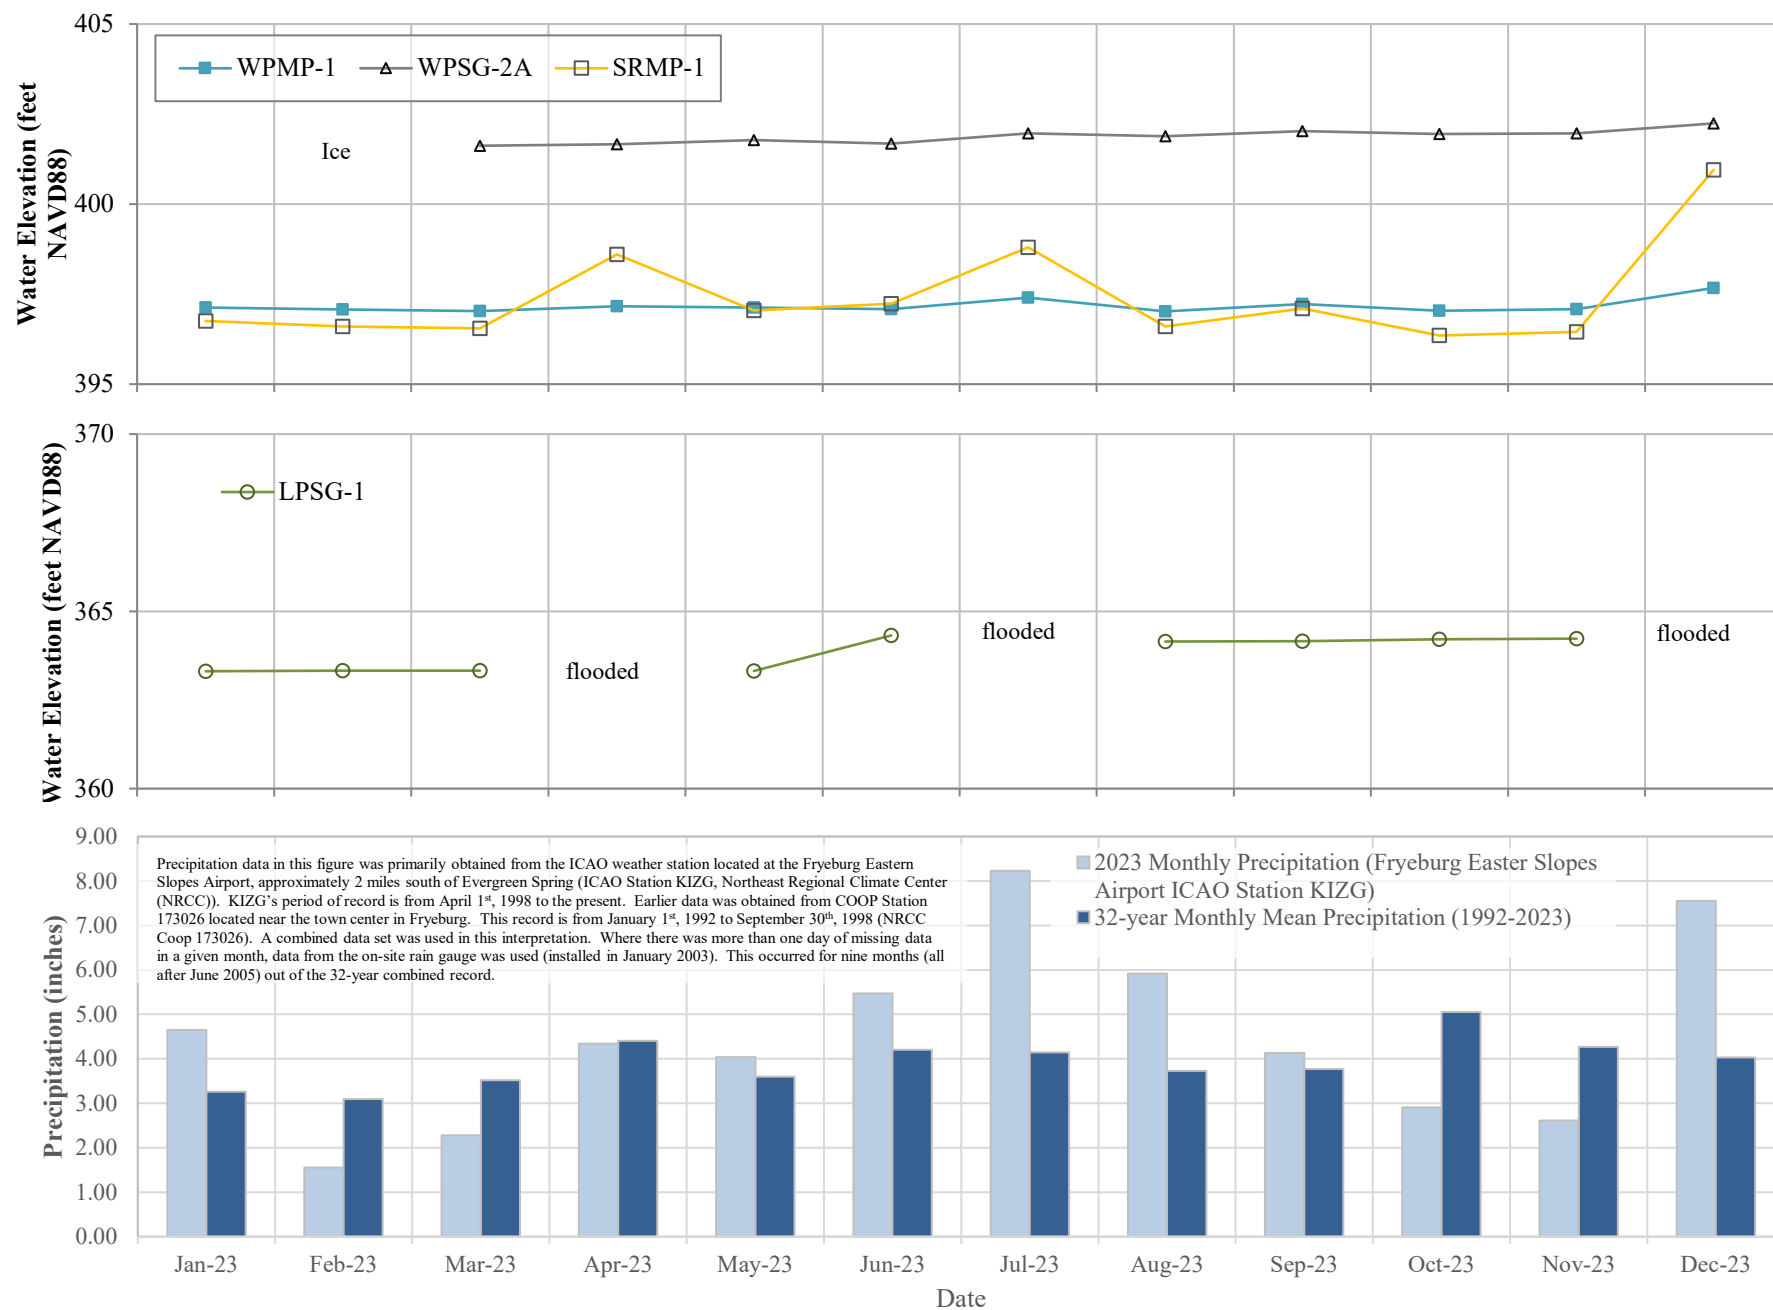 405
400
395
Water Elevation (feet
NAVD88)
WPMP-1 WPSG-2A SRMP-1
Ice
370
365
360
Water Elevation (feet NAVD88)
LPSG-1
flooded
flooded
flooded
9.00
8.00
7.00
6.00
5.00
4.00
3.00
2.00
1.00
0.00
Precipitation (inches)
Precipitation data in this figure was primarily obtained from the ICAO weather station located at the Fryeburg Eastern
Slopes Airport, approximately 2 miles south of Evergreen Spring (ICAO Station KIZG, Northeast Regional Climate Center
(NRCC)). KIZG's period of record is from April 1st, 1998 to the present. Earlier data was obtained from COOP Station
173026 located near the town center in Fryeburg. This record is from January 1st, 1992 to September 30th, 1998 (NRCC
Coop 173026). A combined data set was used in this interpretation. Where there was more than one day of missing data
in a given month, data from the on-site rain gauge was used (installed in January 2003). This occurred for nine months (all
after June 2005) out of the 32-year combined record.
2023 Monthly Precipitation (Fryeburg Easter Slopes
Airport ICAO Station KIZG)
32-year Monthly Mean Precipitation (1992-2023)
Jan-23 Feb-23 Mar-23 Apr-23 May-23 Jun-23 Jul-23 Aug-23 Sep-23 Oct-23 Nov-23 Dec-23
Date